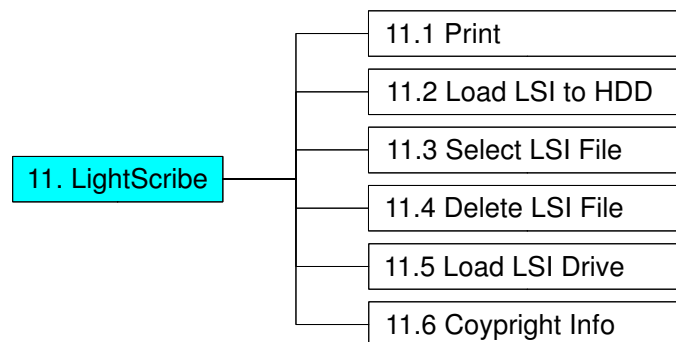 11. LightScribe
11.1 Print
11.2 Load LSI to HDD
11.3 Select LSI File
11.4 Delete LSI File
11.5 Load LSI Drive
11.6 Coypright Info